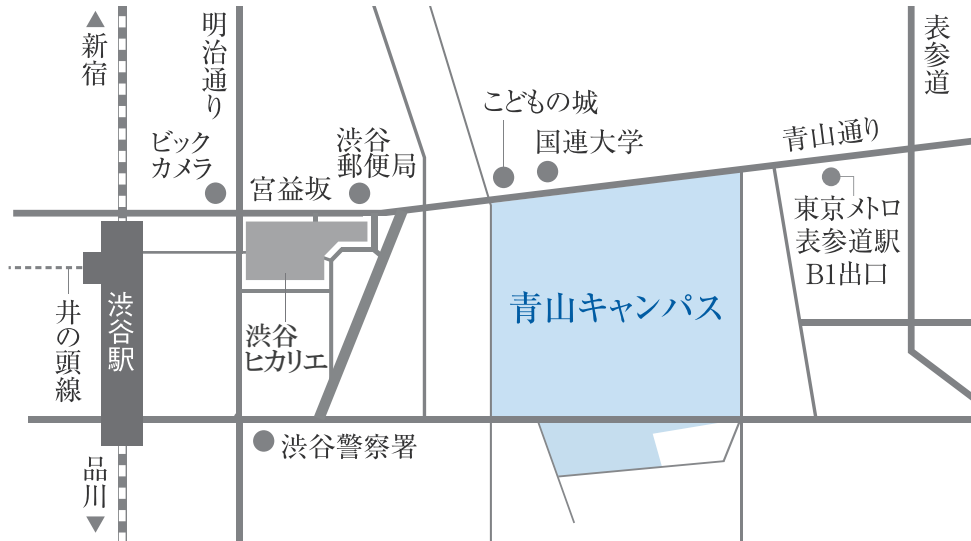 ▲
新宿
明治通り
表参道
ビック
カメラ
渋谷
郵便局
宮益坂
こどもの城
国連大学
青山通り
東京メトロ
表参道駅
B1出口
青山キャンパス
井の頭線
渋谷駅
渋谷
ヒカリエ
渋谷警察署
品川
▼